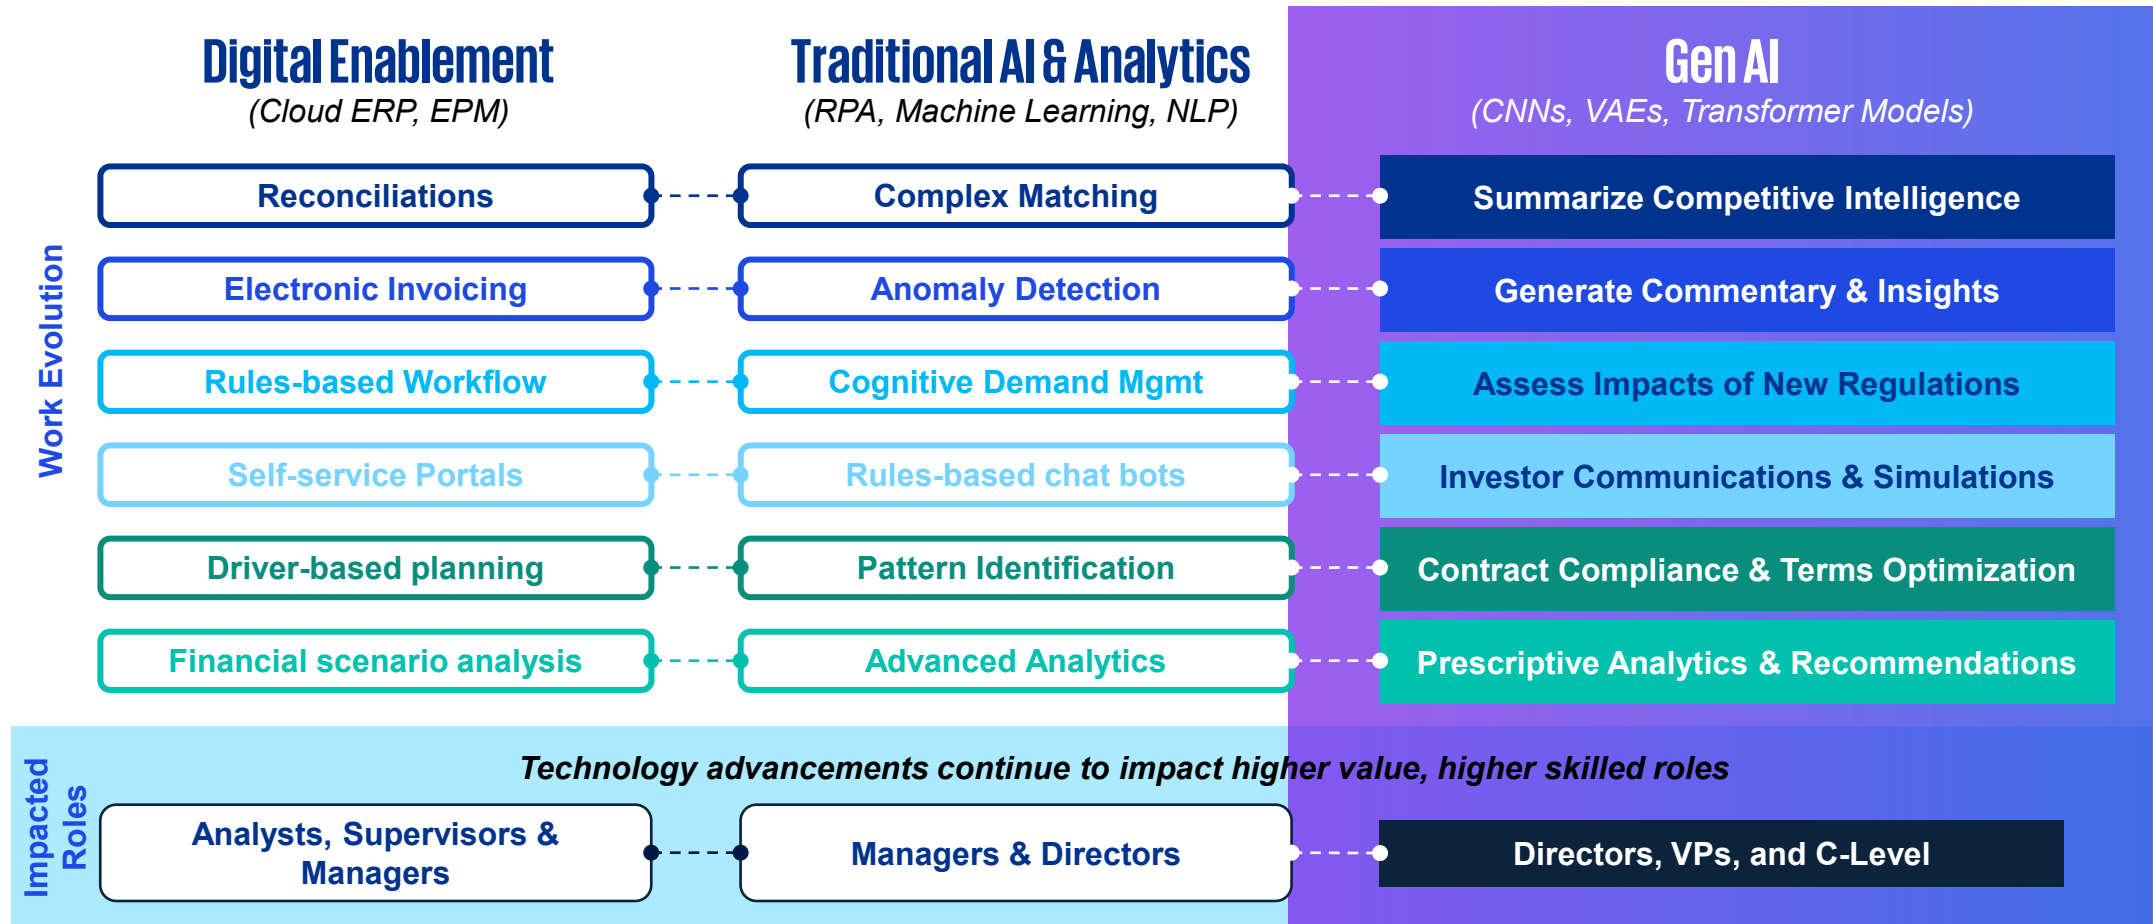 Digital Enablement
(Cloud ERP, EPM)
Traditional AI & Analytics
(RPA, Machine Learning, NLP)
Gen AI
(CNNs, VAEs, Transformer Models)
Work Evolution
Reconciliations
Complex Matching
Summarize Competitive Intelligence
Electronic Invoicing
Anomaly Detection
Generate Commentary & Insights
Rules-based Workflow
Cognitive Demand Mgmt
Assess Impacts of New Regulations
Self-service Portals
Rules-based chat bots
Investor Communications & Simulations
Driver-based planning
Pattern Identification
Contract Compliance & Terms Optimization
Financial scenario analysis
Advanced Analytics
Prescriptive Analytics & Recommendations
Impacted
Roles
Technology advancements continue to impact higher value, higher skilled roles
Analysts, Supervisors &
Managers
Managers & Directors
Directors, VPs, and C-Level